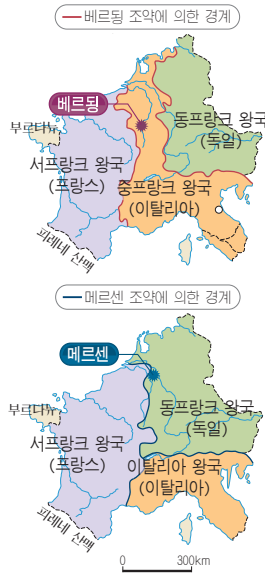 베르됭 조약에 의한 경계
베르됭
부르타뉴
동프랑크 왕국
(독일)
서프랑크 왕국
(프랑스)
중프랑크 왕국
(이탈리아)
피레네 산맥
메르센 조약에 의한 경계
메르센
부르타뉴
동프랑크 왕국
(독일)
서프랑크 왕국
(프랑스)
이탈리아 왕국
(이탈리아)
피레네 산맥
0 300km